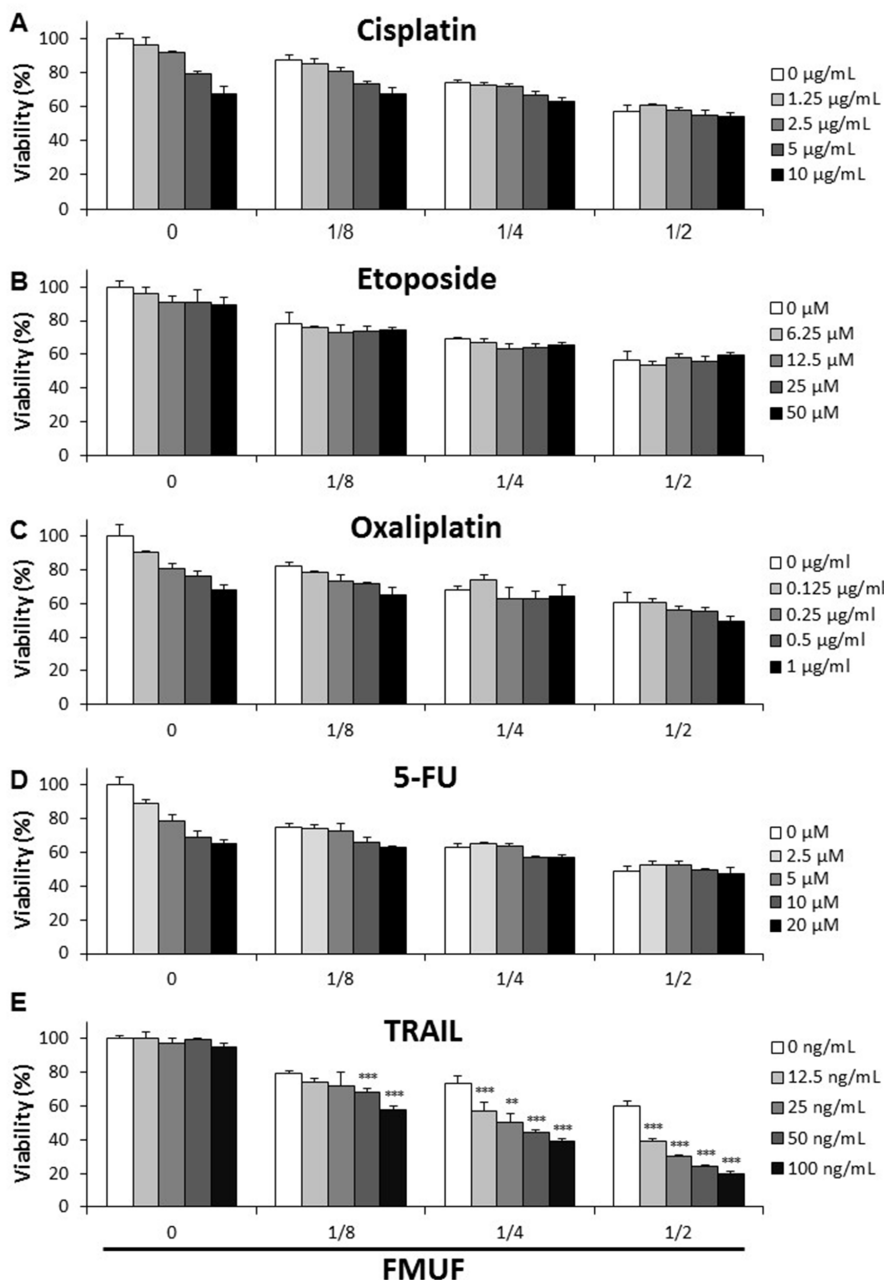 A
Cisplatin
Viability (%)
100
80
60
40
20
0
0
1/8
1/4
1/2
0 µg/mL
1.25 µg/mL
2.5 µg/mL
5 µg/mL
10 µg/mL
B
Etoposide
Viability (%)
100
80
60
40
20
0
0
1/8
1/4
1/2
0 µM
6.25 µM
12.5 µM
25 µM
50 µM
C
Oxaliplatin
Viability (%)
100
80
60
40
20
0
0
1/8
1/4
1/2
0 µg/ml
0.125 µg/ml
0.25 µg/ml
0.5 µg/ml
1 µg/ml
D
5-FU
Viability (%)
100
80
60
40
20
0
0
1/8
1/4
1/2
0 µM
2.5 µM
5 µM
10 µM
20 µM
E
TRAIL
Viability (%)
100
80
60
40
20
0
*** ***
*** ** *** ***
*** *** *** ***
0
1/8
1/4
1/2
0 ng/mL
12.5 ng/mL
25 ng/mL
50 ng/mL
100 ng/mL
FMUF